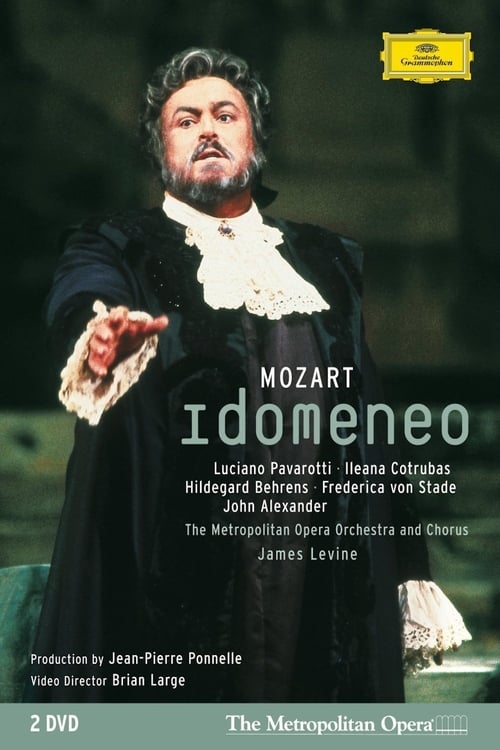 Deutsche
Grammophon
MOZART
Idomeneo
Luciano Pavarotti · Ileana Cotrubas
Hildegard Behrens · Frederica von Stade
John Alexander
The Metropolitan Opera Orchestra and Chorus
James Levine
Production by Jean-Pierre Ponnelle
Video Director Brian Large
2 DVD
The Metropolitan Opera